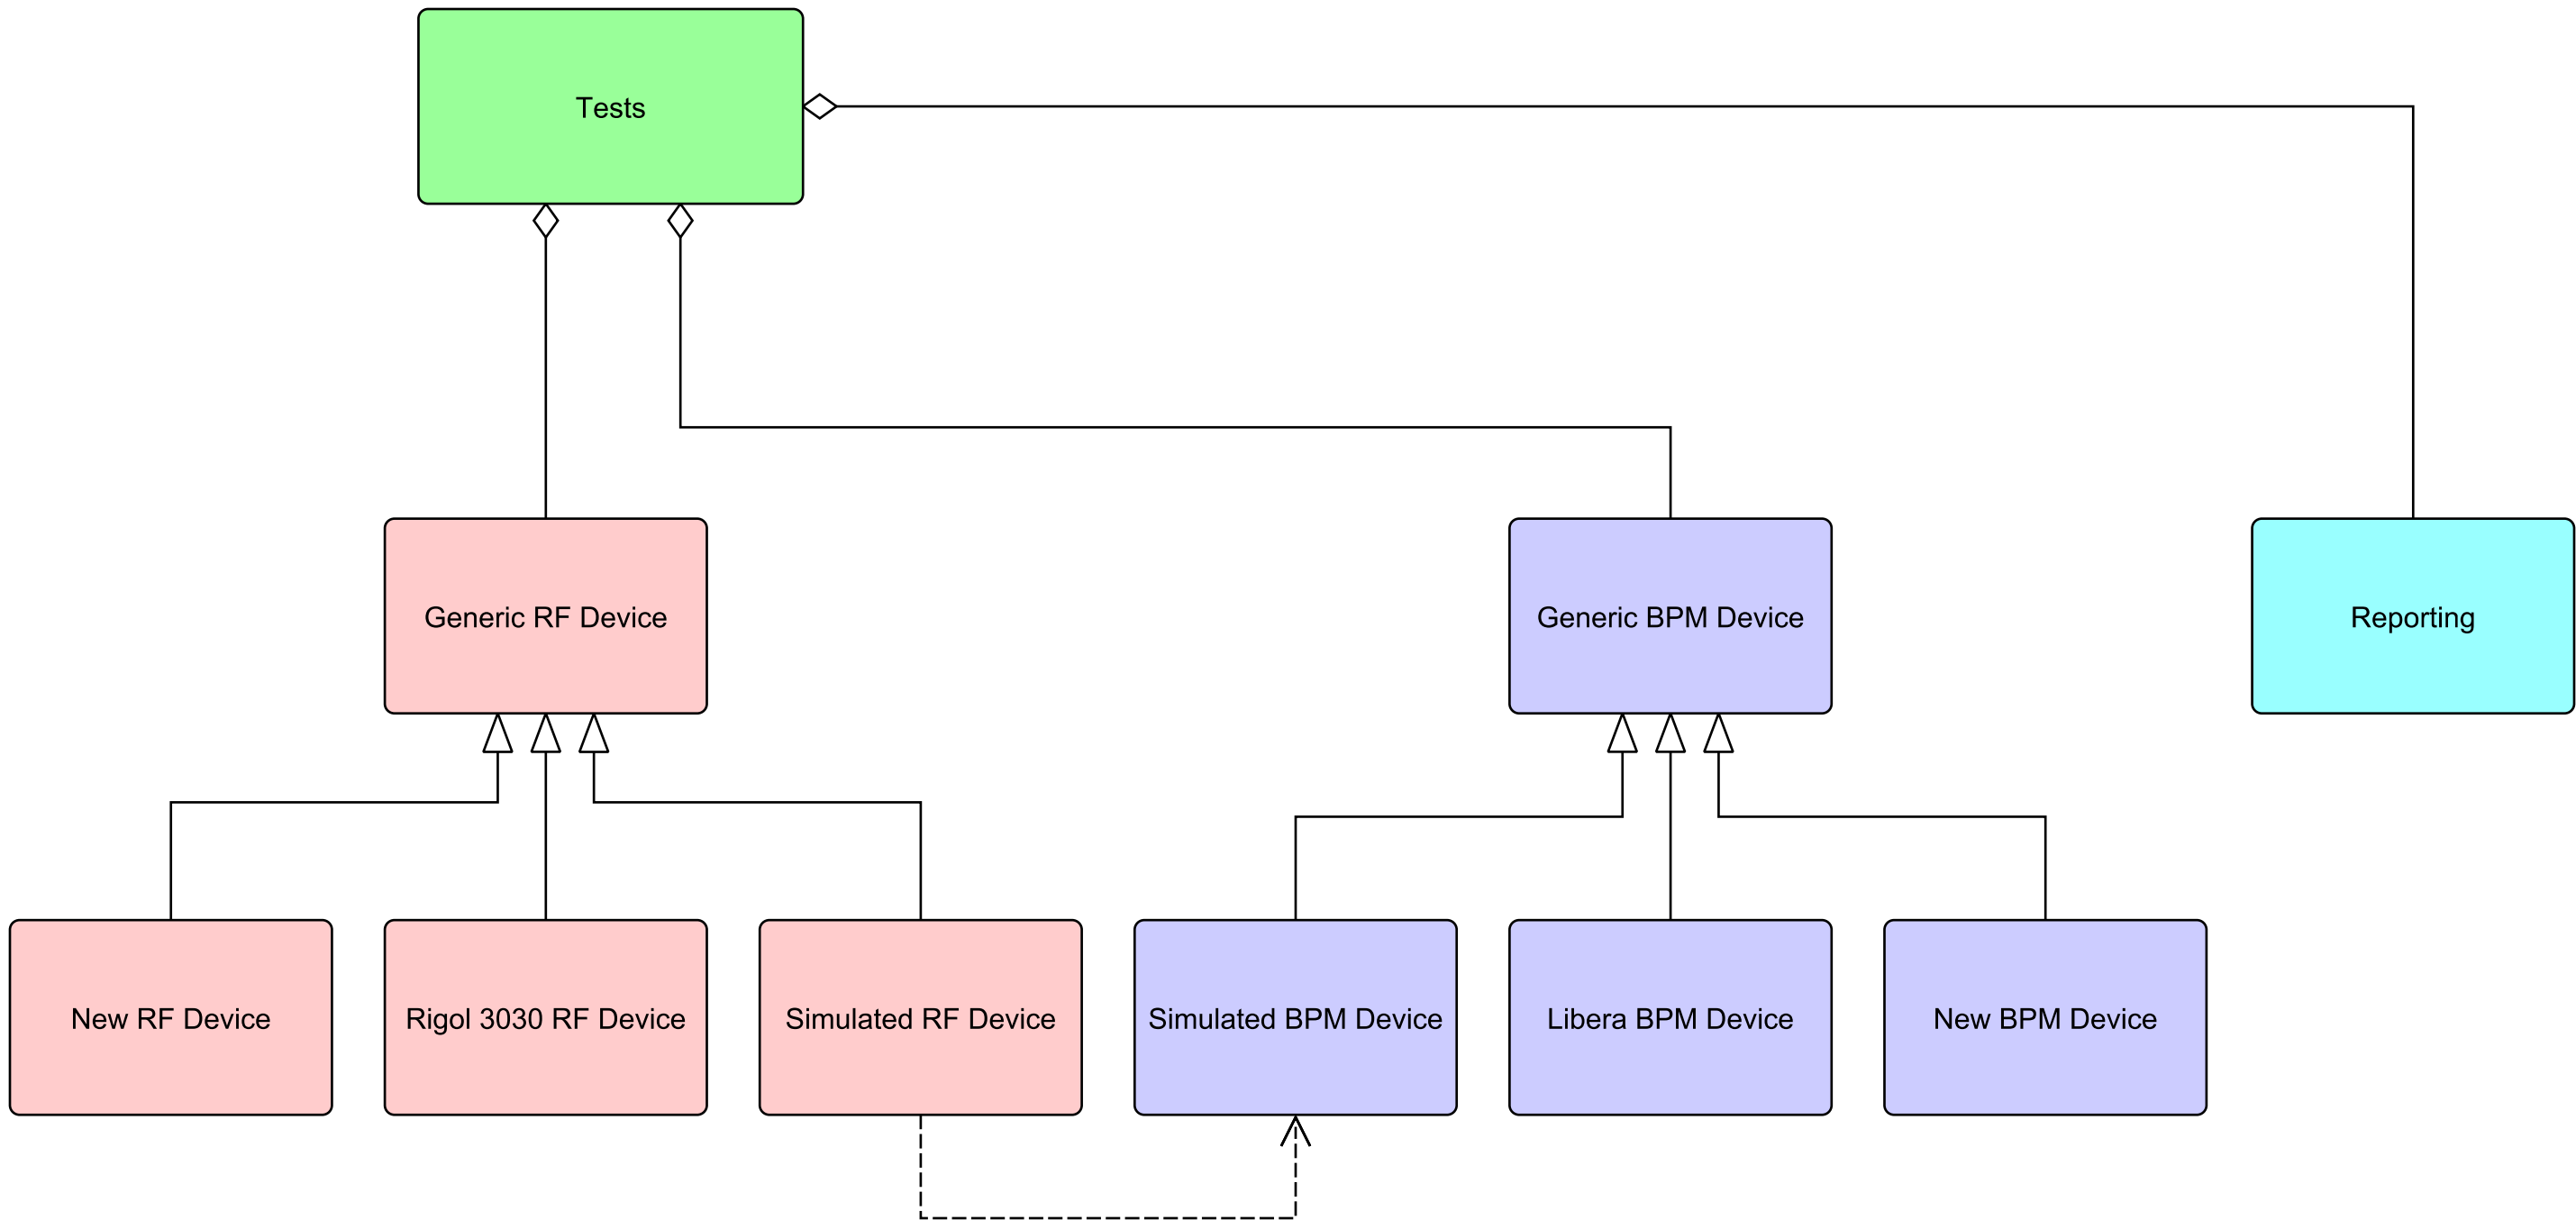 Tests
Generic RF Device
Generic BPM Device
Reporting
New RF Device
Rigol 3030 RF Device
Simulated RF Device
Simulated BPM Device
Libera BPM Device
New BPM Device